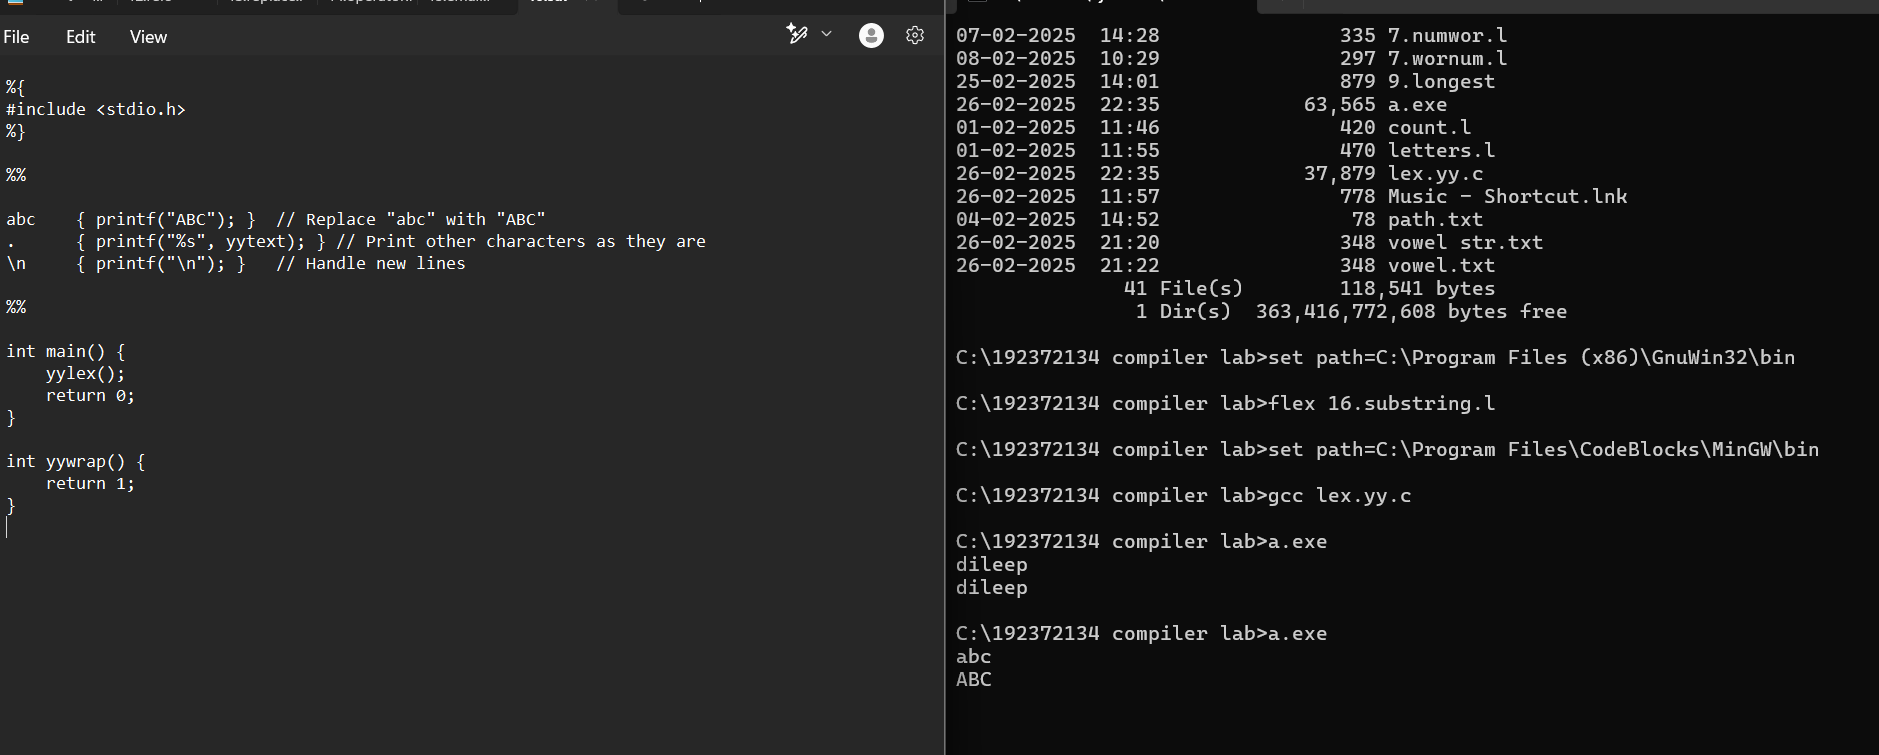 File Edit View
%{
#include <stdio.h>
%}
%%
abc    { printf("ABC"); }  // Replace "abc" with "ABC"
.      { printf("%s", yytext); } // Print other characters as they are
\n     { printf("\n"); }   // Handle new lines
%%
int main() {
    yylex();
    return 0;
}
int yywrap() {
    return 1;
}
07-02-2025  14:28               335 7.numwor.l
08-02-2025  10:29               297 7.wornum.l
25-02-2025  14:01               879 9.longest
26-02-2025  22:35            63,565 a.exe
01-02-2025  11:46               420 count.l
01-02-2025  11:55               470 letters.l
26-02-2025  22:35            37,879 lex.yy.c
26-02-2025  11:57               778 Music - Shortcut.lnk
04-02-2025  14:52                78 path.txt
26-02-2025  21:20               348 vowel str.txt
26-02-2025  21:22               348 vowel.txt
              41 File(s)        118,541 bytes
               1 Dir(s)  363,416,772,608 bytes free
C:\192372134 compiler lab>set path=C:\Program Files (x86)\GnuWin32\bin
C:\192372134 compiler lab>flex 16.substring.l
C:\192372134 compiler lab>set path=C:\Program Files\CodeBlocks\MinGW\bin
C:\192372134 compiler lab>gcc lex.yy.c
C:\192372134 compiler lab>a.exe
dileep
dileep
C:\192372134 compiler lab>a.exe
abc
ABC